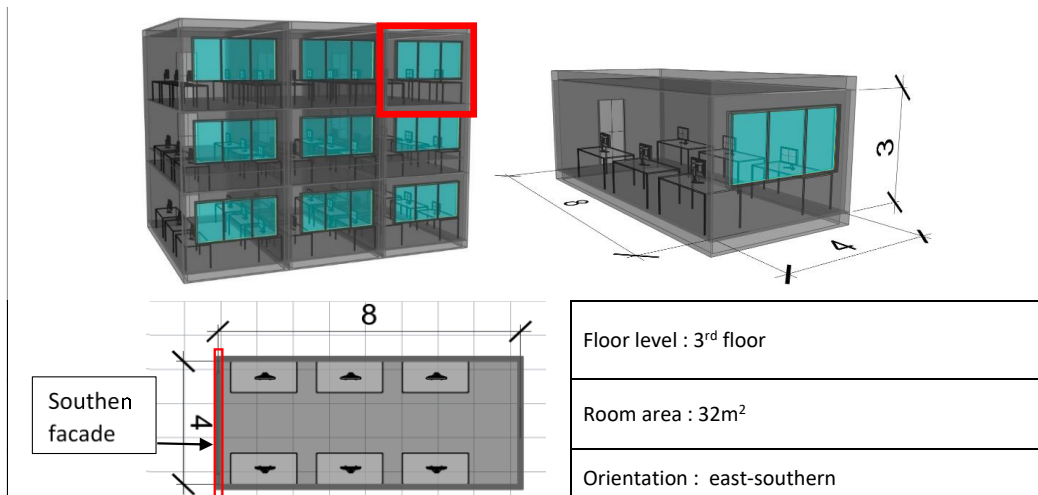 8
4
3
8
4
Southen
facade
Floor level : 3rd floor
Room area : 32m2
Orientation : east-southern